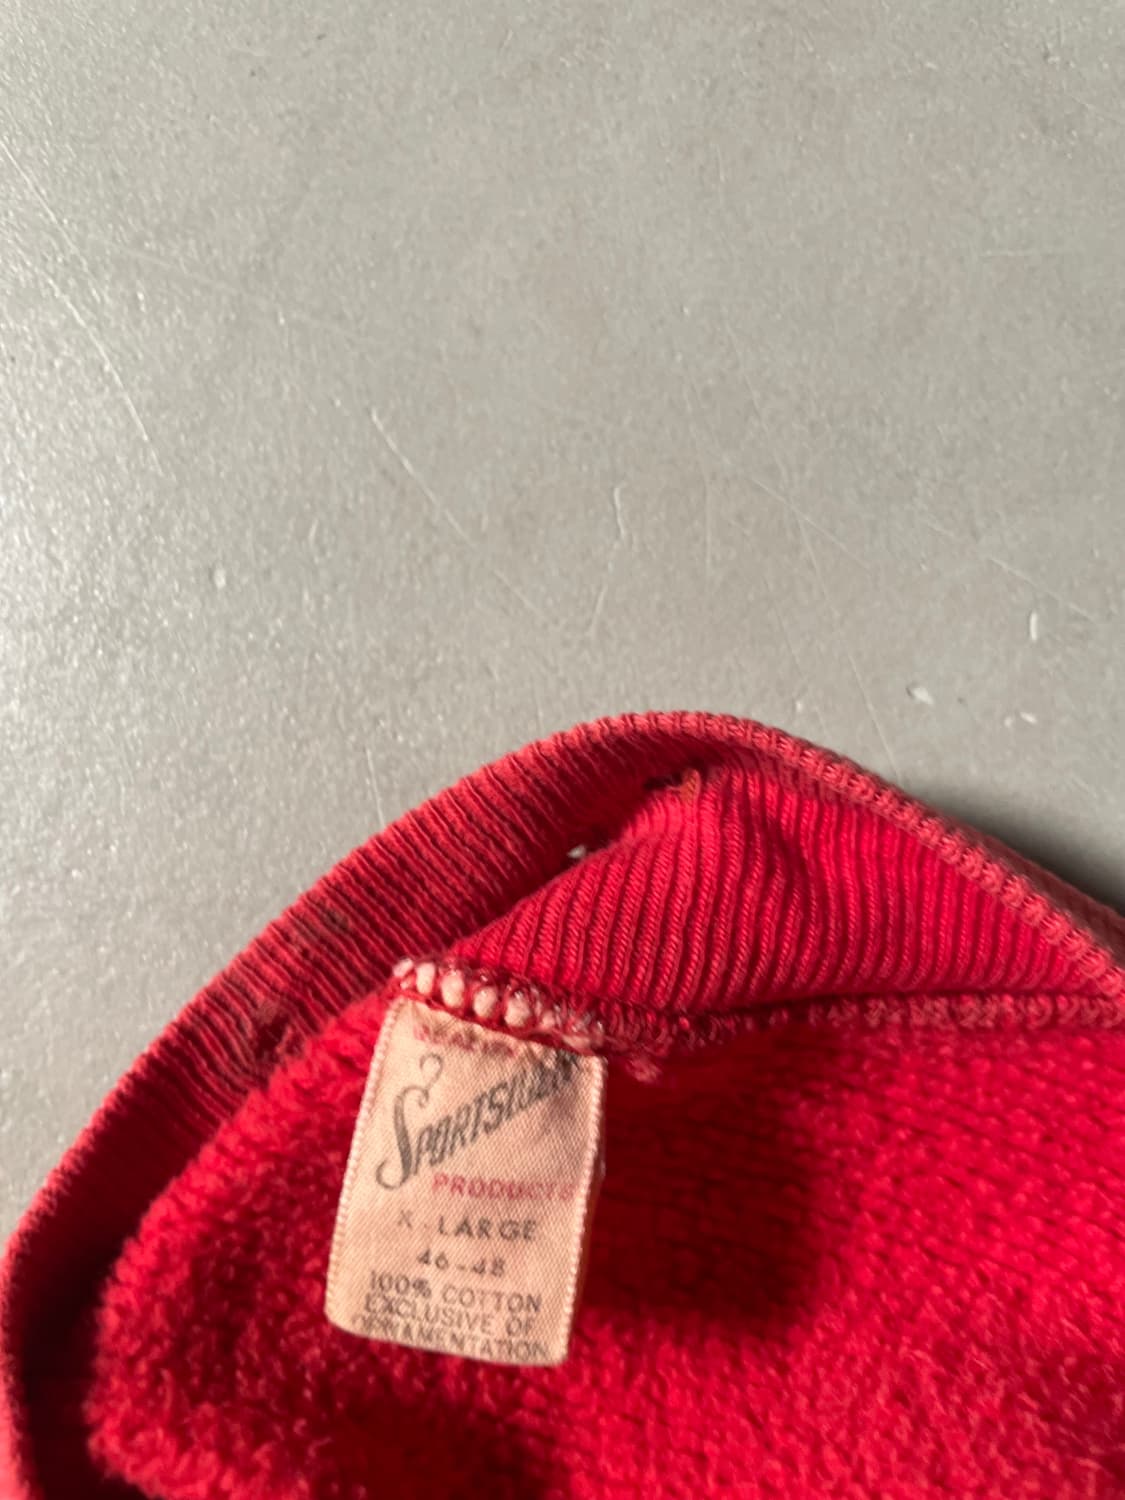 SPORTSWEAR
PRODUCTS
X-LARGE
46-48
100% COTTON
EXCLUSIVE OF
ORNAMENTATION